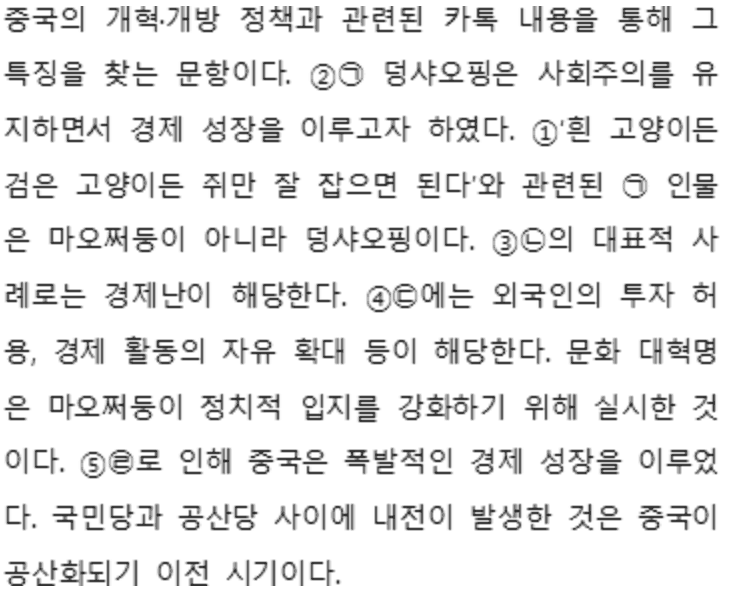 중국의 개혁·개방 정책과 관련된 카톡 내용을 통해 그
특징을 찾는 문항이다. ②㉠ 덩샤오핑은 사회주의를 유
지하면서 경제 성장을 이루고자 하였다. ①'흰 고양이든
검은 고양이든 쥐만 잘 잡으면 된다'와 관련된 ㉠ 인물
은 마오쩌둥이 아니라 덩샤오핑이다. ③㉡의 대표적 사
례로는 경제난이 해당한다. ④㉢에는 외국인의 투자 허
용, 경제 활동의 자유 확대 등이 해당한다. 문화 대혁명
은 마오쩌둥이 정치적 입지를 강화하기 위해 실시한 것
이다. ⑤㉣로 인해 중국은 폭발적인 경제 성장을 이루었
다. 국민당과 공산당 사이에 내전이 발생한 것은 중국이
공산화되기 이전 시기이다.